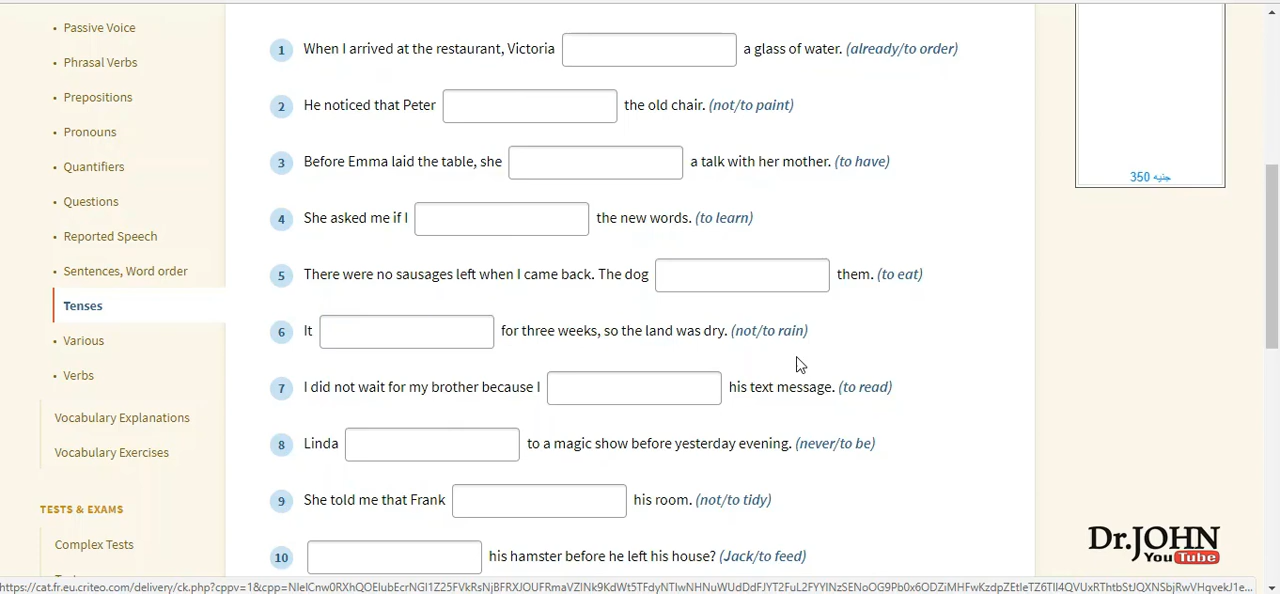 Passive Voice
Phrasal Verbs
Prepositions
Pronouns
Quantifiers
Questions
Reported Speech
Sentences, Word order
Tenses
Various
Verbs
Vocabulary Explanations
Vocabulary Exercises
TESTS & EXAMS
Complex Tests
1 When I arrived at the restaurant, Victoria a glass of water. (already/to order)
2 He noticed that Peter the old chair. (not/to paint)
3 Before Emma laid the table, she a talk with her mother. (to have)
4 She asked me if I the new words. (to learn)
5 There were no sausages left when I came back. The dog them. (to eat)
6 It for three weeks, so the land was dry. (not/to rain)
7 I did not wait for my brother because I his text message. (to read)
8 Linda to a magic show before yesterday evening. (never/to be)
9 She told me that Frank his room. (not/to tidy)
10 his hamster before he left his house? (Jack/to feed)
350 جنيه
Dr.JOHN
YouTube